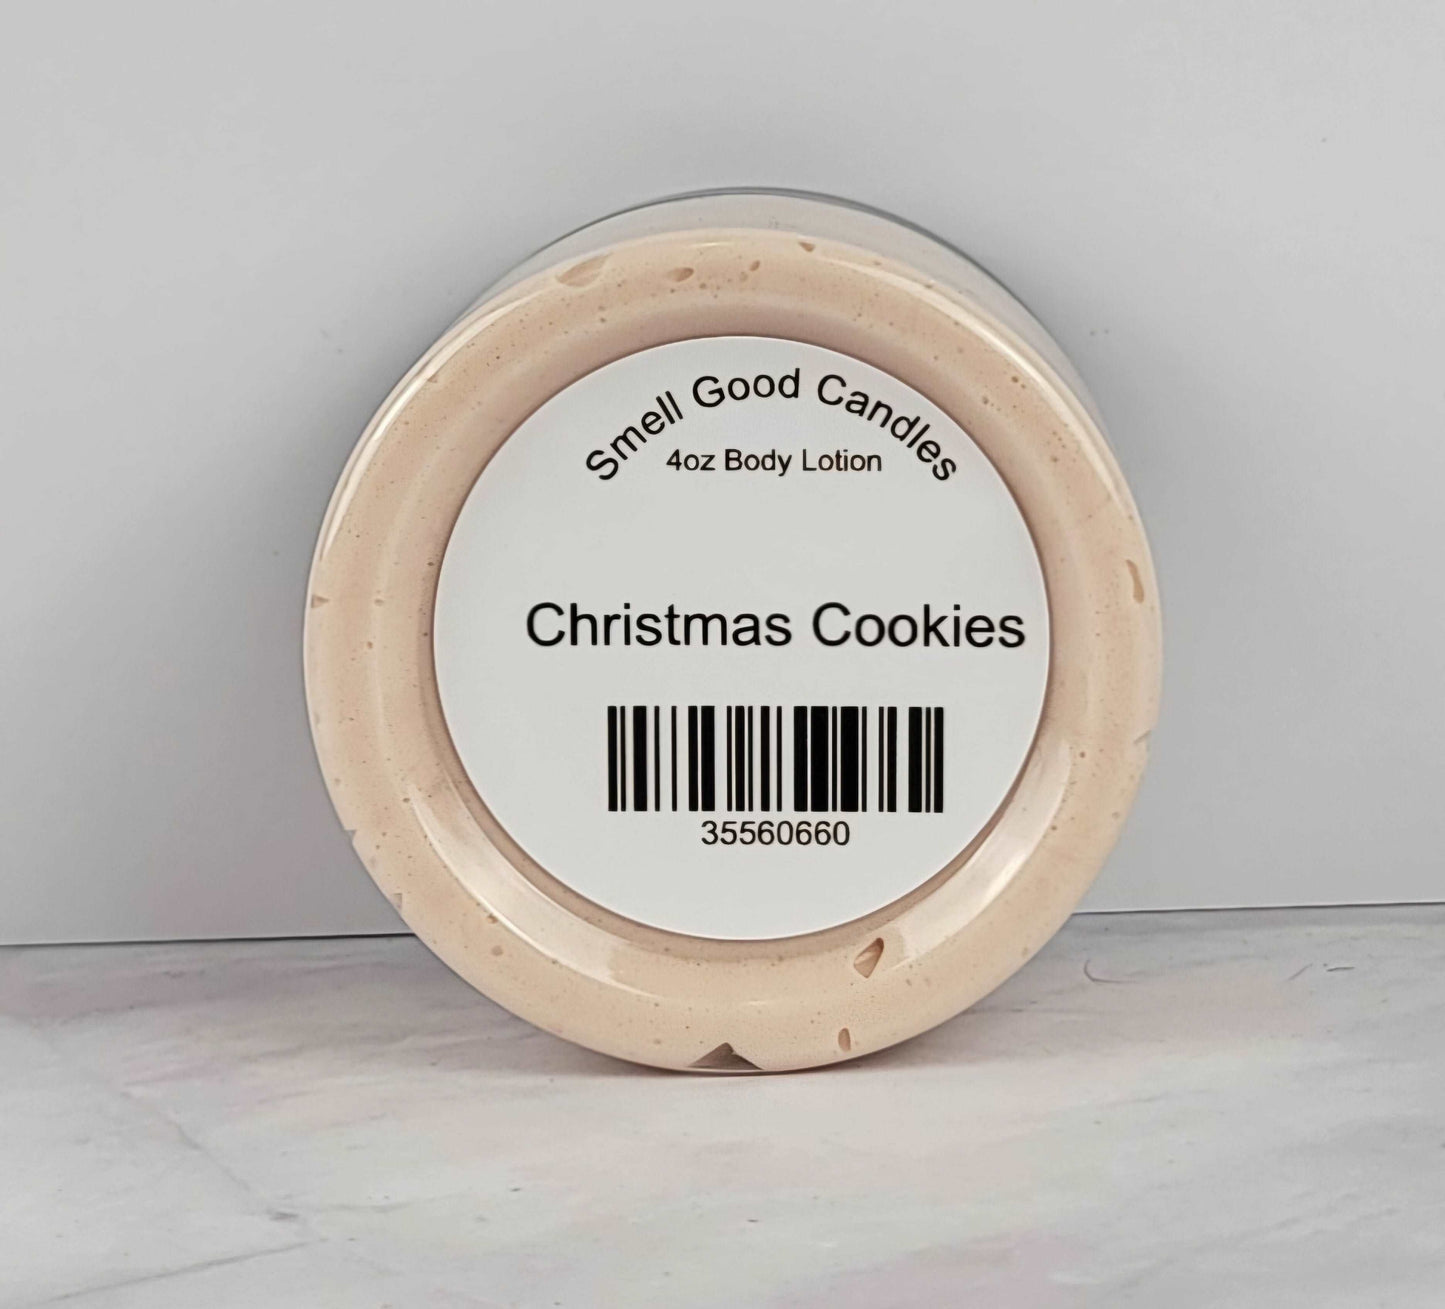 Smell Good Candles
4oz Body Lotion
Christmas Cookies
35560660